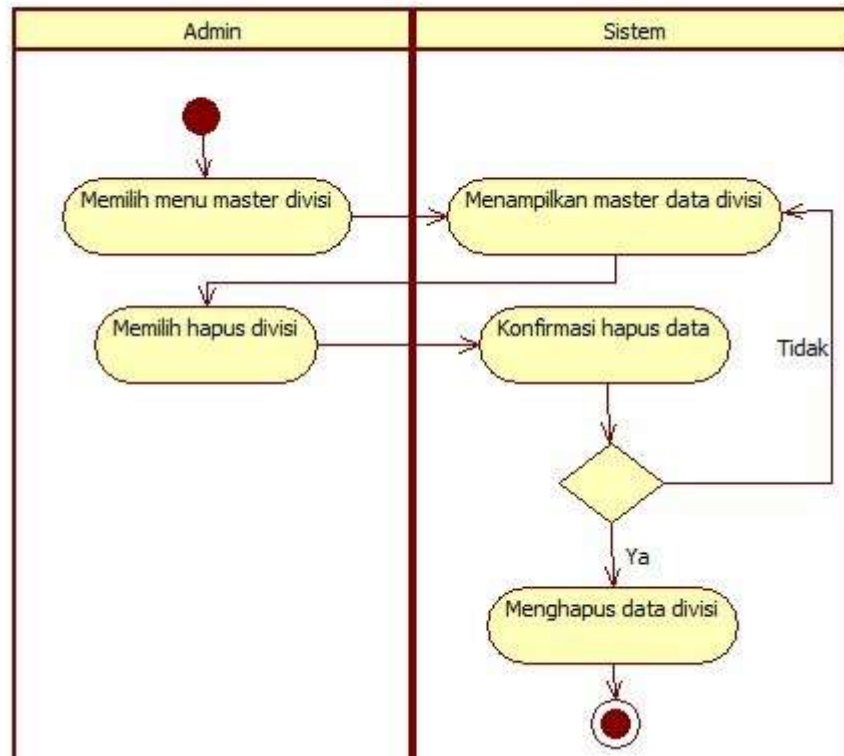 Admin
Sistem
Memilih menu master divisi
Menampilkan master data divisi
Memilih hapus divisi
Konfirmasi hapus data
Tidak
Ya
Menghapus data divisi